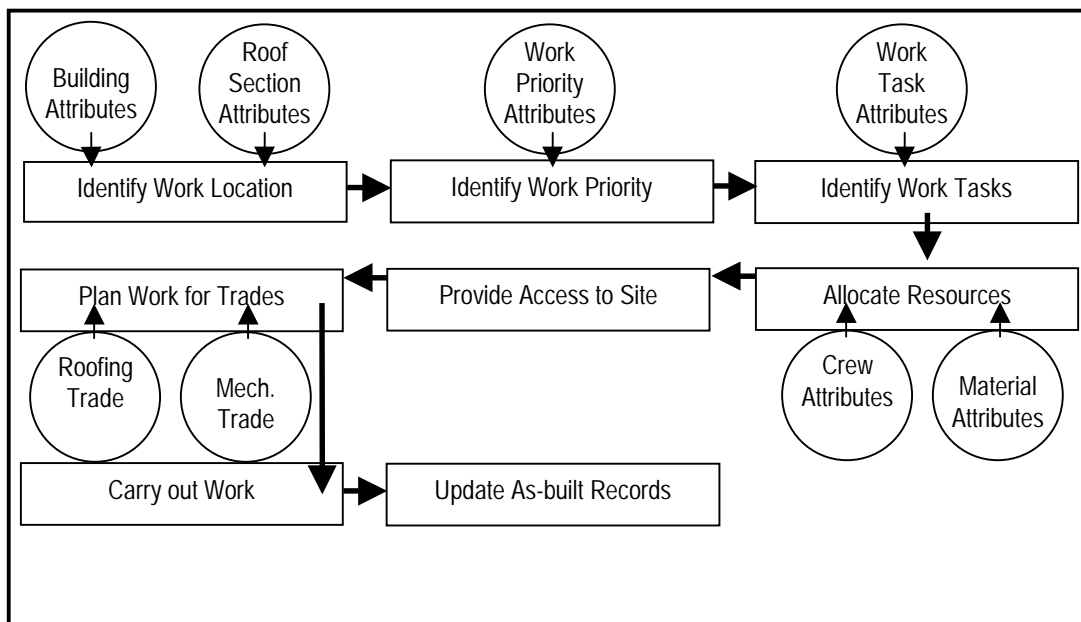 Building
Attributes
Roof
Section
Attributes
Work
Priority
Attributes
Work
Task
Attributes
Identify Work Location
Identify Work Priority
Identify Work Tasks
Plan Work for Trades
Provide Access to Site
Allocate Resources
Roofing
Trade
Mech.
Trade
Crew
Attributes
Material
Attributes
Carry out Work
Update As-built Records